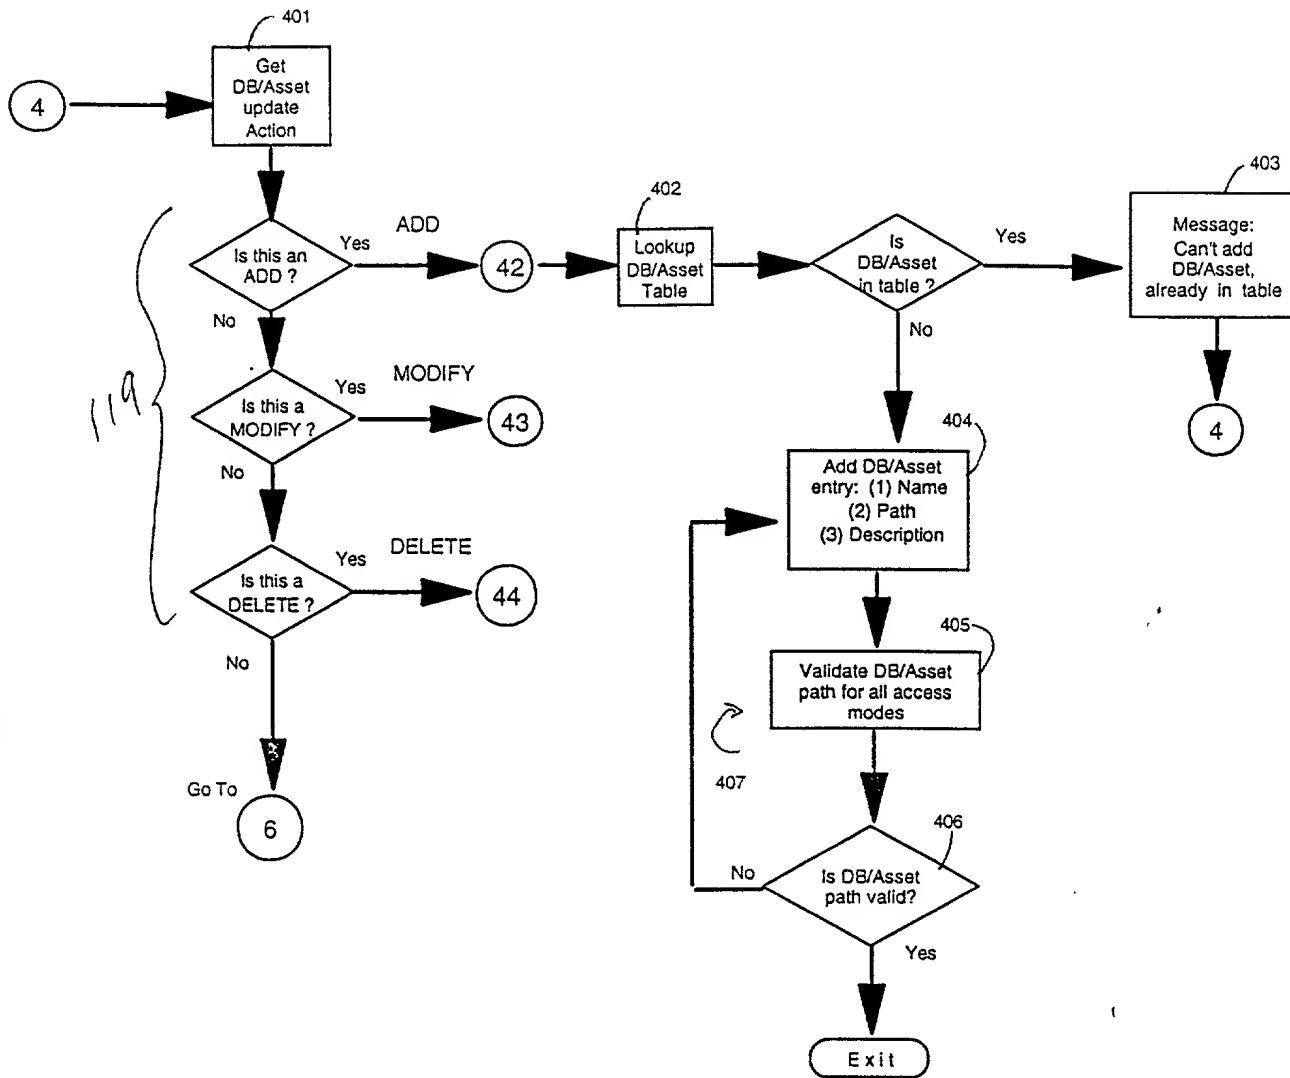 401
Get
DB/Asset
update
Action
4
119
Is this an
ADD ?
Yes
ADD
No
42
402
Lookup
DB/Asset
Table
Is
DB/Asset
in table ?
Yes
No
403
Message:
Can't add
DB/Asset,
already in table
4
Is this a
MODIFY ?
Yes
MODIFY
No
43
Is this a
DELETE ?
Yes
DELETE
No
44
Go To
6
404
Add DB/Asset
entry: (1) Name
(2) Path
(3) Description
405
Validate DB/Asset
path for all access
modes
407
406
Is DB/Asset
path valid?
No
Yes
Exit